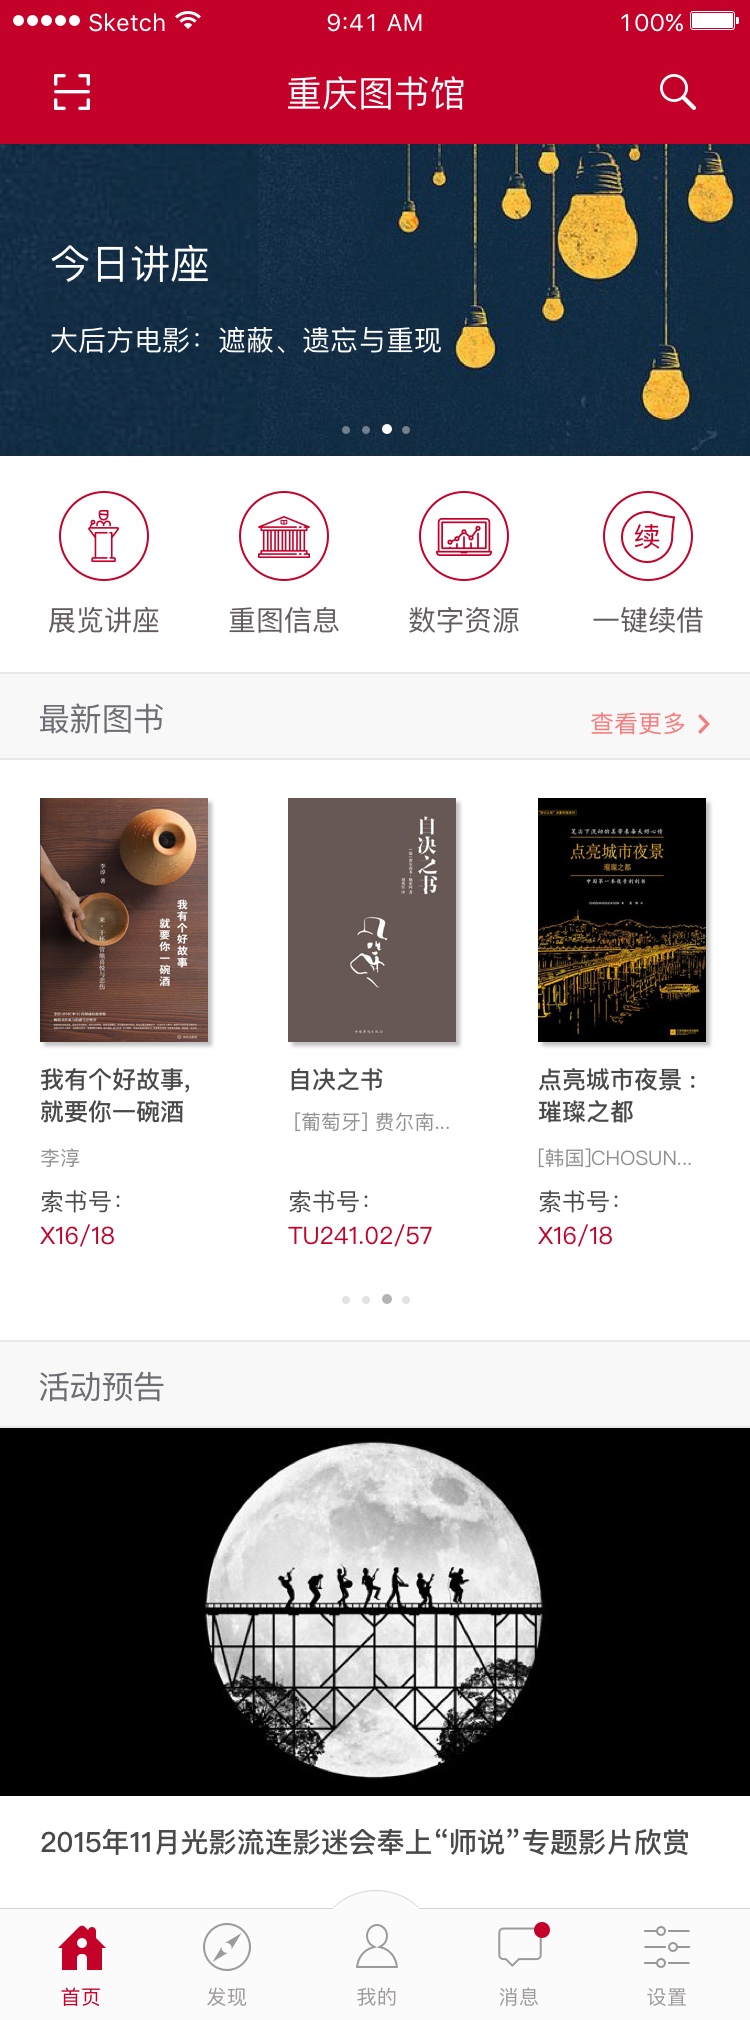 Sketch 9:41 AM 100%
重庆图书馆
今日讲座
大后方电影：遮蔽、遗忘与重现
续
展览讲座 重图信息 数字资源 一键续借
最新图书
查看更多
李淳 著
我有个好故事
就要你一碗酒
自决之书
点亮城市夜景
璀璨之都
我有个好故事,
就要你一碗酒
李淳
索书号：
X16/18
自决之书
[葡萄牙] 费尔南...
索书号：
TU241.02/57
点亮城市夜景：
璀璨之都
[韩国]CHOSUN...
索书号：
X16/18
活动预告
2015年11月光影流连影迷会奉上“师说”专题影片欣赏
首页 发现 我的 消息 设置